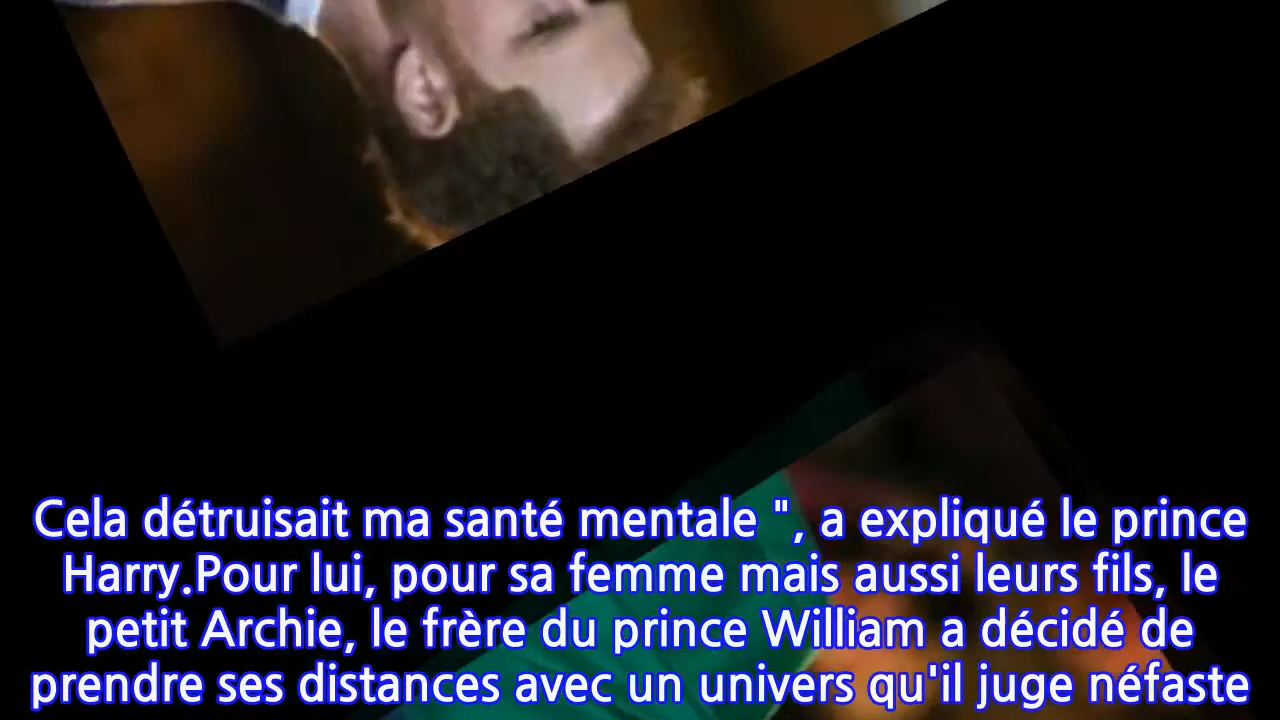 Cela détruisait ma santé mentale ", a expliqué le prince
Harry.Pour lui, pour sa femme mais aussi leurs fils, le
petit Archie, le frère du prince William a décidé de
prendre ses distances avec un univers qu'il juge néfaste